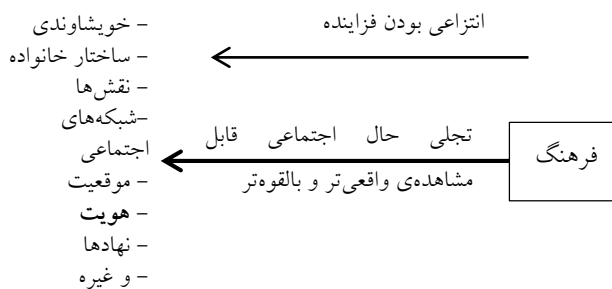 انتزاعی بودن فزاینده
فرهنگ
تجلی حال اجتماعی قابل
مشاهده‌ی واقعی‌تر و بالقوه‌تر
– خویشاوندی
– ساختار خانواده
– نقش‌ها
–شبکه‌های
اجتماعی
– موقعیت
– هویت
– نهادها
– و غیره